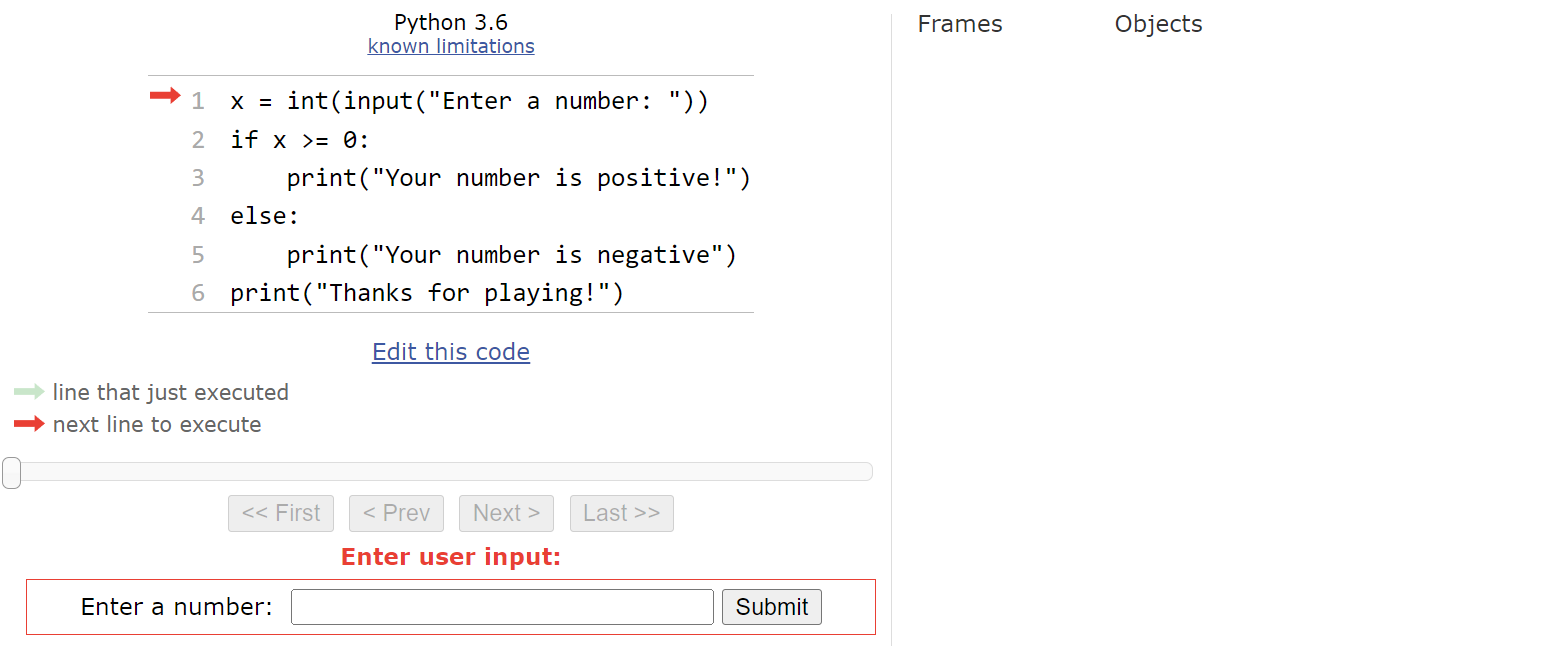 Python 3.6
known limitations
1 x = int(input("Enter a number: "))
2 if x >= 0:
3     print("Your number is positive!")
4 else:
5     print("Your number is negative")
6 print("Thanks for playing!")
Edit this code
line that just executed
next line to execute
<< First < Prev Next > Last >>
Enter user input:
Enter a number: Submit
Frames Objects